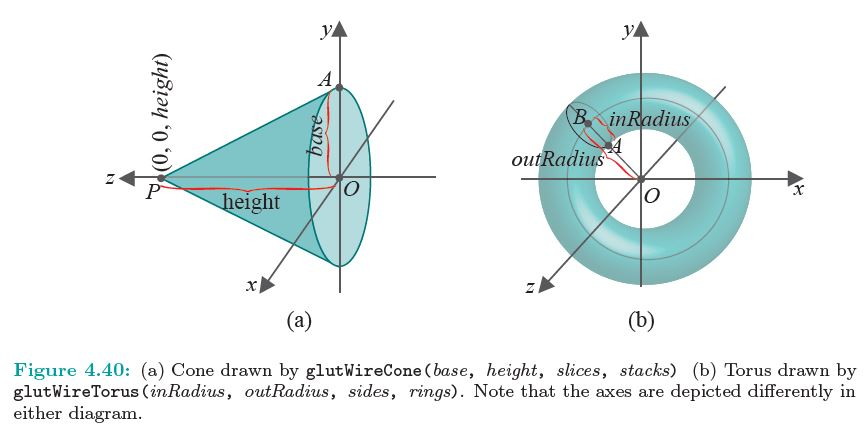 y
A
(0, 0, height)
base
z
P
O
height
x
(a)
y
B
inRadius
A
outRadius
O
x
z
(b)
Figure 4.40: (a) Cone drawn by glutWireCone(base, height, slices, stacks) (b) Torus drawn by
glutWireTorus(inRadius, outRadius, sides, rings). Note that the axes are depicted differently in
either diagram.